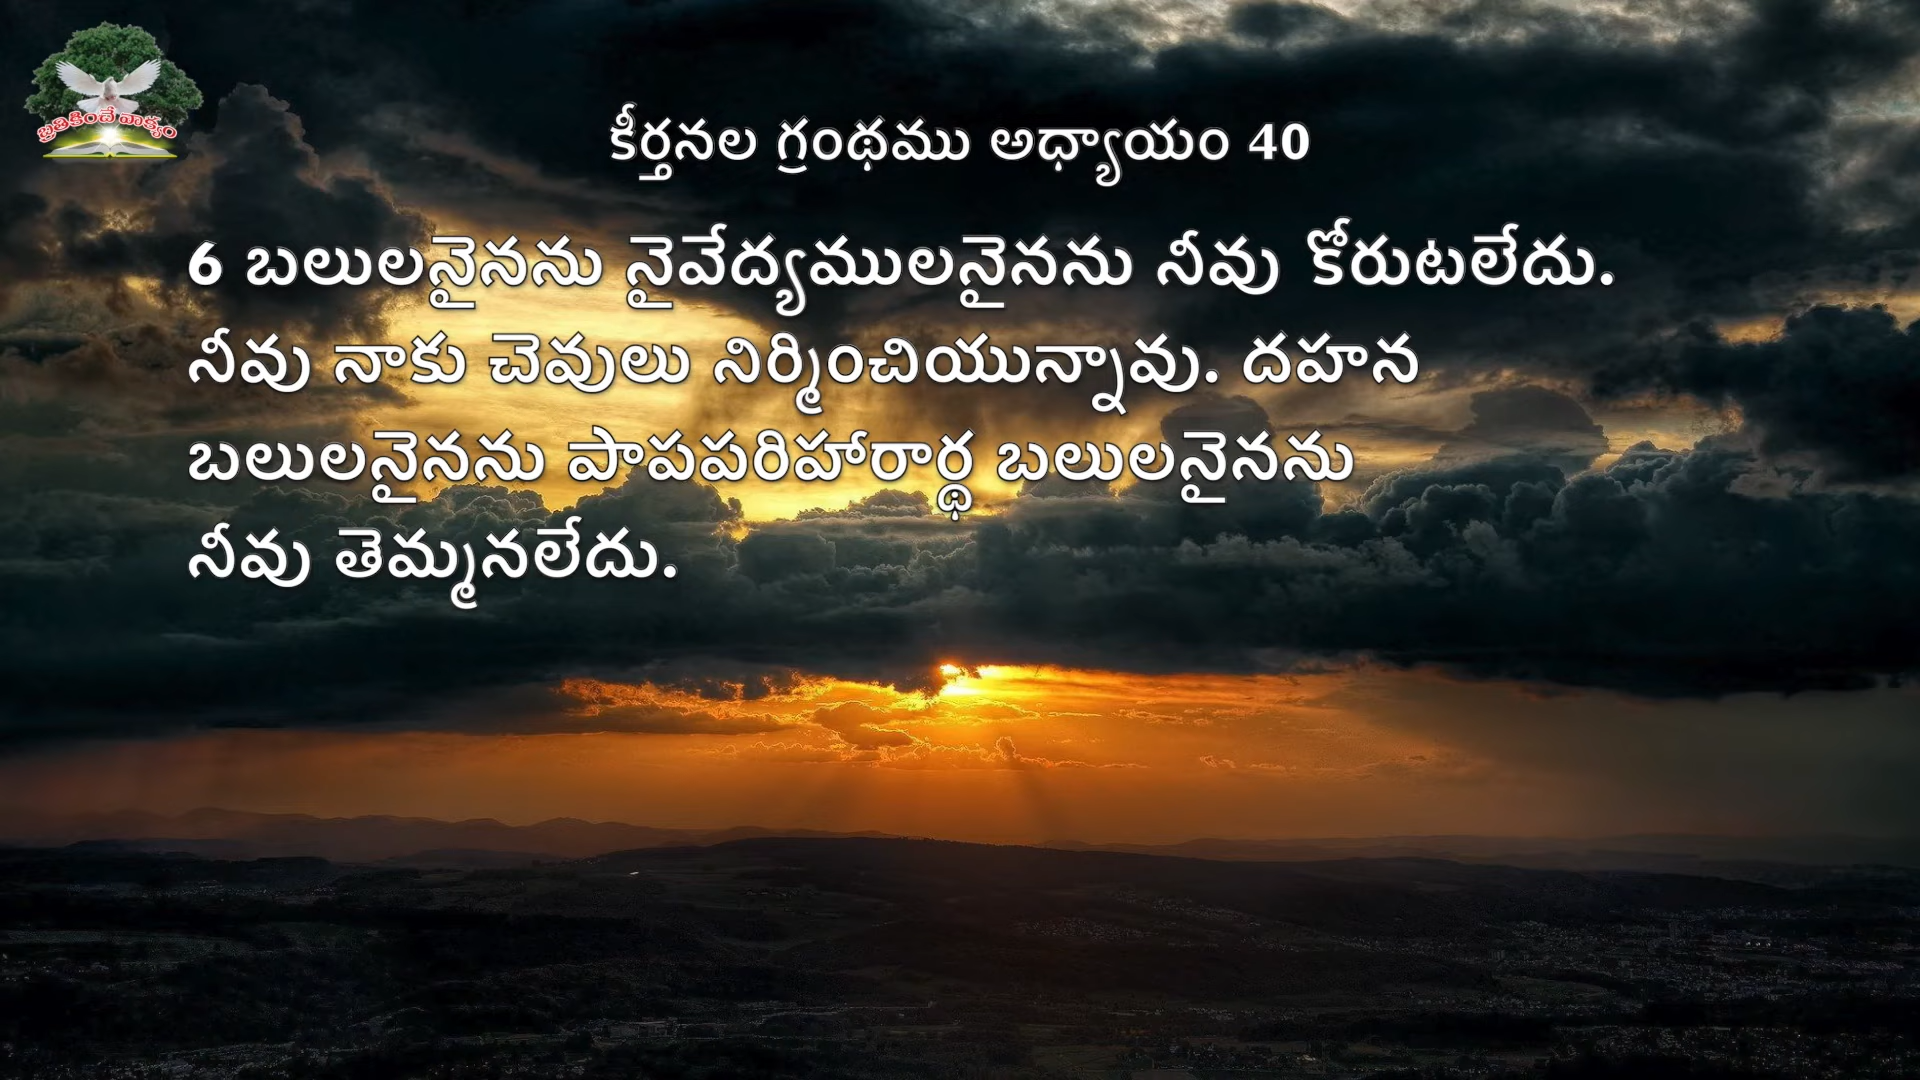 బ్రతికించే వాక్యం
కీర్తనల గ్రంథము అధ్యాయం 40
6 బలులనైనను నైవేద్యములనైనను నీవు కోరుటలేదు.
నీవు నాకు చెవులు నిర్మించియున్నావు. దహన
బలులనైనను పాపపరిహారార్థ బలులనైనను
నీవు తెమ్మనలేదు.